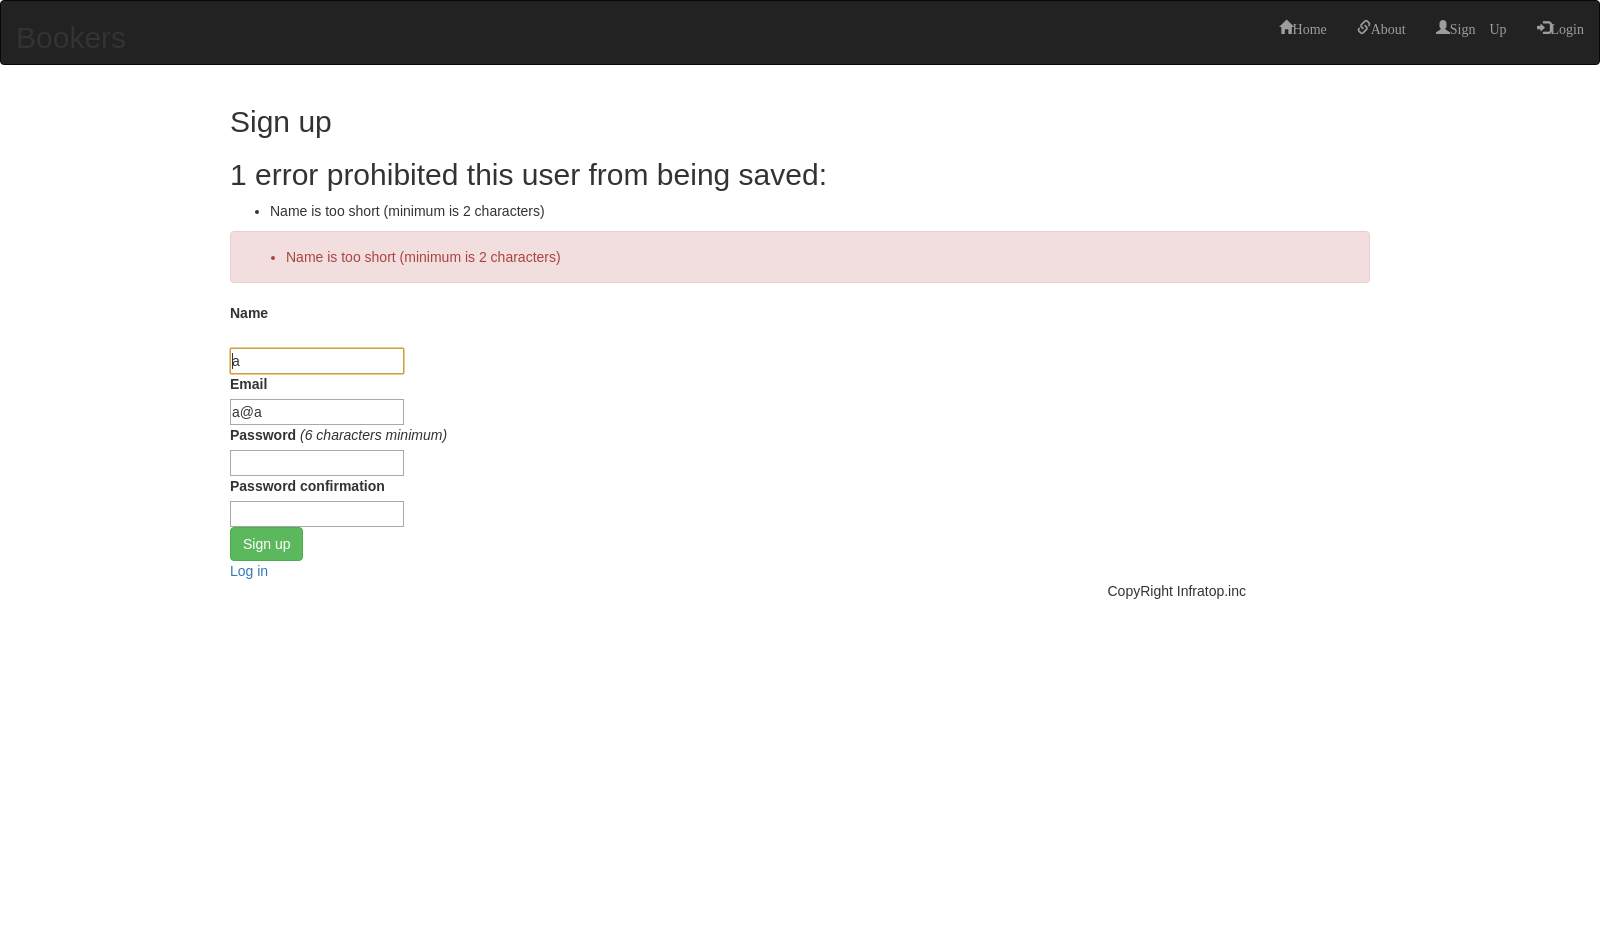 Bookers
Home About Sign Up Login
Sign up
1 error prohibited this user from being saved:
• Name is too short (minimum is 2 characters)
• Name is too short (minimum is 2 characters)
Name
a
Email
a@a
Password (6 characters minimum)
Password confirmation
Sign up
Log in
CopyRight Infratop.inc